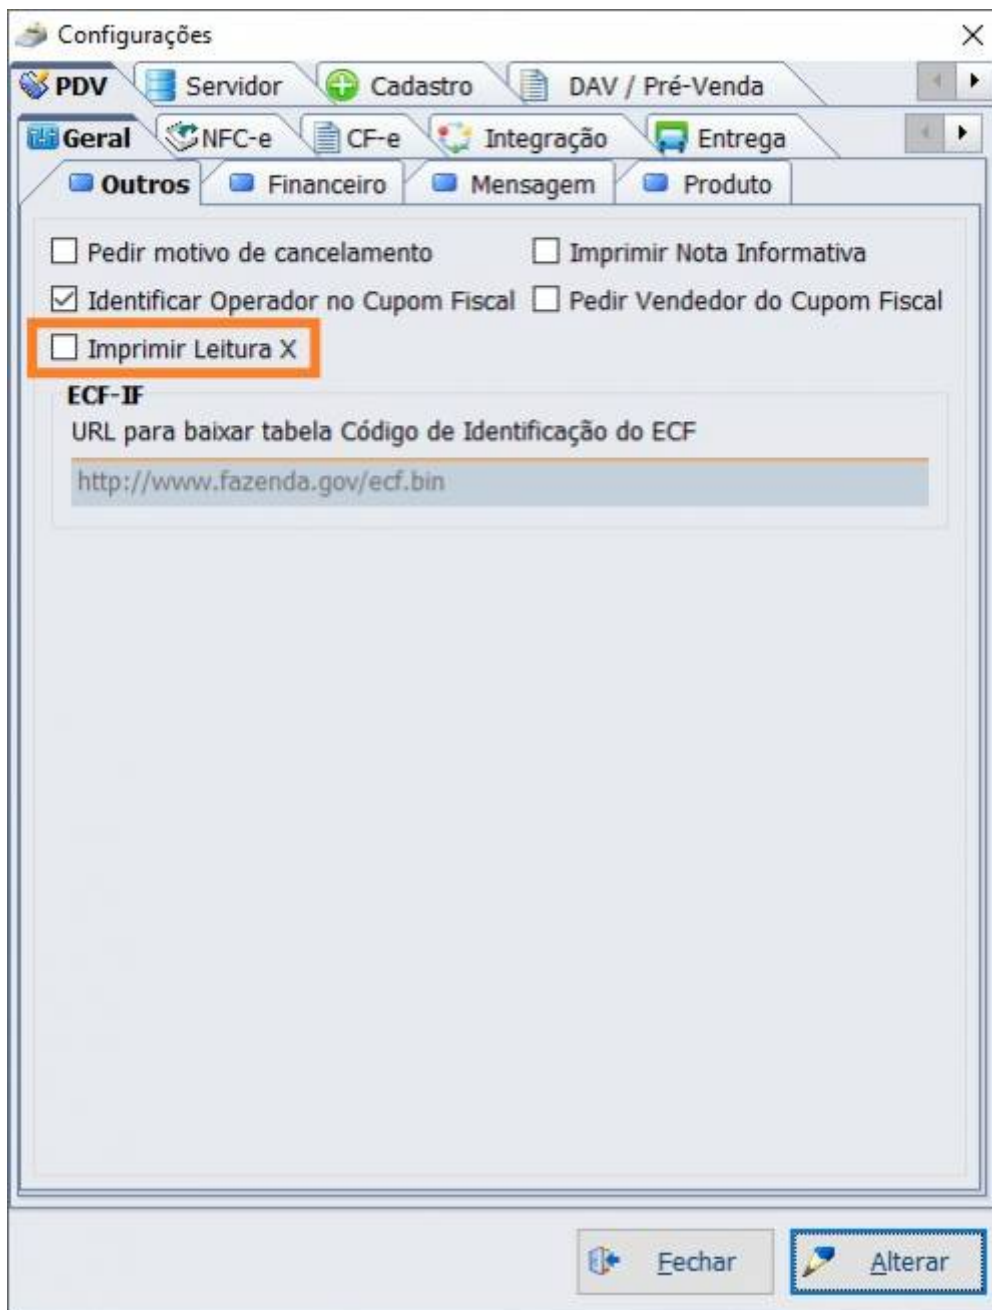 Configurações
PDV Servidor Cadastro DAV / Pré-Venda
Geral NFC-e CF-e Integração Entrega
Outros Financeiro Mensagem Produto
Pedir motivo de cancelamento Imprimir Nota Informativa
Identificar Operador no Cupom Fiscal Pedir Vendedor do Cupom Fiscal
Imprimir Leitura X
ECF-IF
URL para baixar tabela Código de Identificação do ECF
http://www.fazenda.gov/ecf.bin
Fechar Alterar